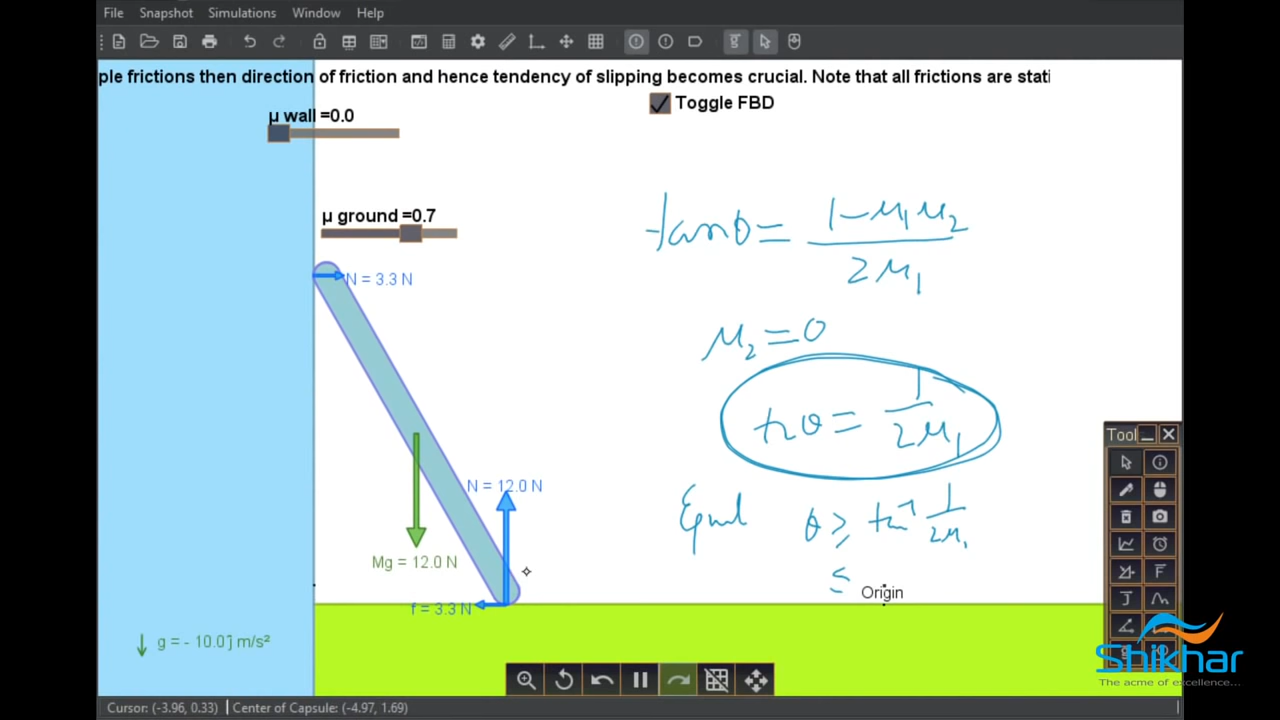 File Snapshot Simulations Window Help
ple frictions then direction of friction and hence tendency of slipping becomes crucial. Note that all frictions are stati
Toggle FBD
μ wall =0.0
μ ground =0.7
tanθ = (1-μ₁μ₂)/(2μ₁)
N = 3.3 N
μ₂ = 0
tanθ = 1/(2μ₁)
Tool
N = 12.0 N
Equil θ ≥ tan⁻¹ 1/(2μ₁)
≤
Mg = 12.0 N
Origin
f = 3.3 N
g = - 10.0 ĵ m/s²
Shikhar
The acme of excellence...
Cursor: (-3.96, 0.33) Center of Capsule: (-4.97, 1.69)